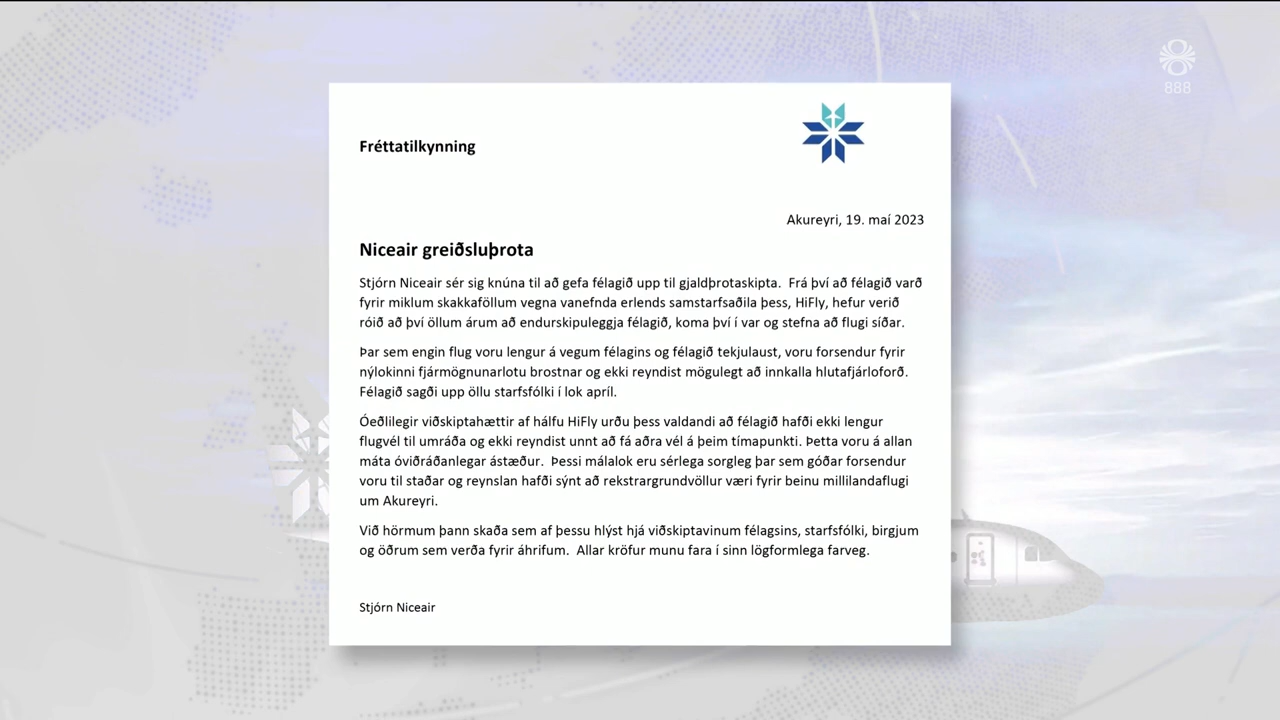 888
Fréttatilkynning
Akureyri, 19. maí 2023
Niceair greiðsluþrota
Stjórn Niceair sér sig knúna til að gefa félagið upp til gjaldþrotaskipta. Frá því að félagið varð
fyrir miklum skakkaföllum vegna vanefnda erlends samstarfsaðila þess, HiFly, hefur verið
róið að því öllum árum að endurskipuleggja félagið, koma því í var og stefna að flugi síðar.
Þar sem engin flug voru lengur á vegum félagins og félagið tekjulaust, voru forsendur fyrir
nýlokinni fjármögnunarlotu brostnar og ekki reyndist mögulegt að innkalla hlutafjárloforð.
Félagið sagði upp öllu starfsfólki í lok apríl.
Óeðlilegir viðskiptahættir af hálfu HiFly urðu þess valdandi að félagið hafði ekki lengur
flugvél til umráða og ekki reyndist unnt að fá aðra vél á þeim tímapunkti. Þetta voru á allan
máta óviðráðanlegar ástæður. Þessi málalok eru sérlega sorgleg þar sem góðar forsendur
voru til staðar og reynslan hafði sýnt að rekstrargrundvöllur væri fyrir beinu millilandaflugi
um Akureyri.
Við hörmum þann skaða sem af þessu hlýst hjá viðskiptavinum félagsins, starfsfólki, birgjum
og öðrum sem verða fyrir áhrifum. Allar kröfur munu fara í sinn lögformlega farveg.
Stjórn Niceair